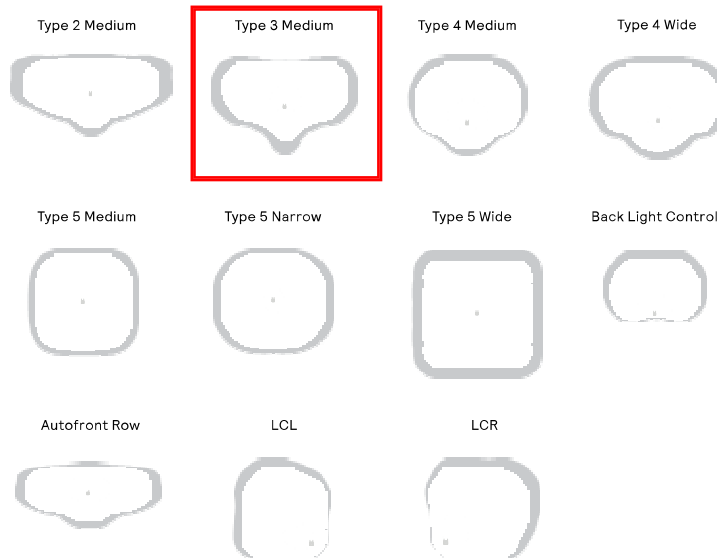 Type 2 Medium
Type 3 Medium
Type 4 Medium
Type 4 Wide
Type 5 Medium
Type 5 Narrow
Type 5 Wide
Back Light Control
Autofront Row
LCL
LCR